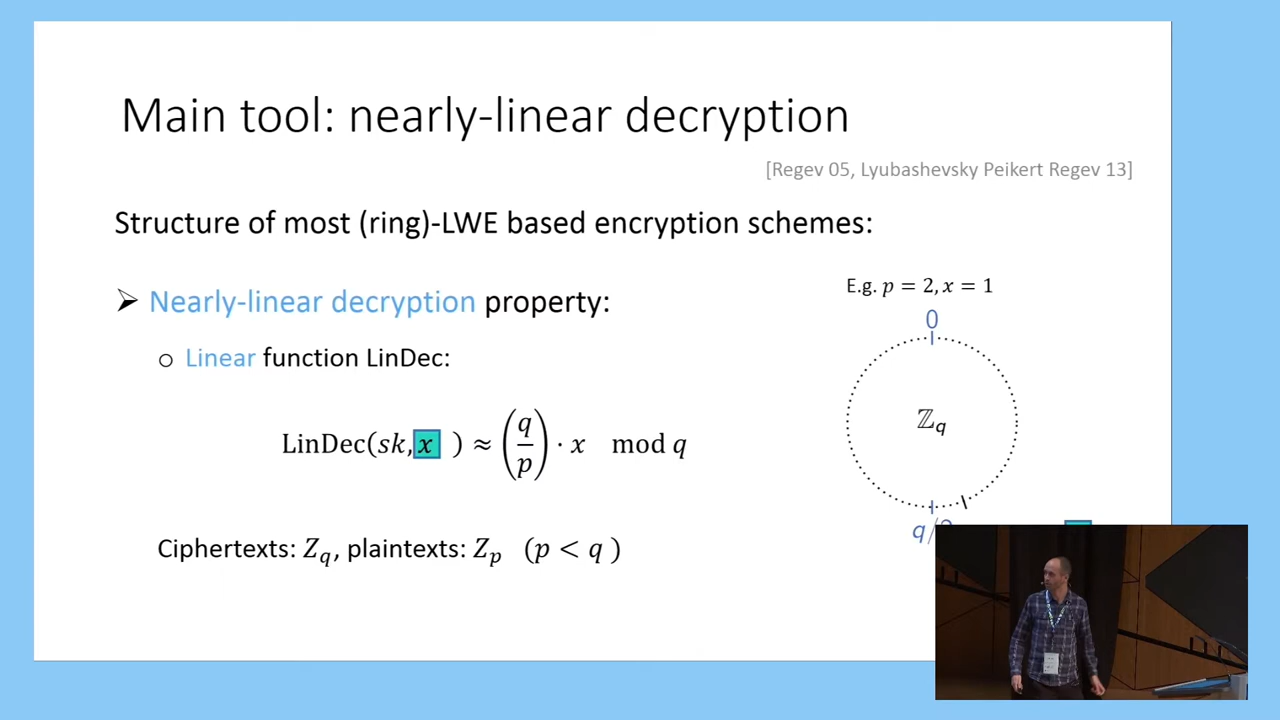 Main tool: nearly-linear decryption
[Regev 05, Lyubashevsky Peikert Regev 13]
Structure of most (ring)-LWE based encryption schemes:
➢ Nearly-linear decryption property:
o Linear function LinDec:
LinDec(sk, x ) ≈ (q/p) · x mod q
Ciphertexts: Z_q, plaintexts: Z_p (p < q )
E.g. p = 2, x = 1
0
ℤ_q
q/